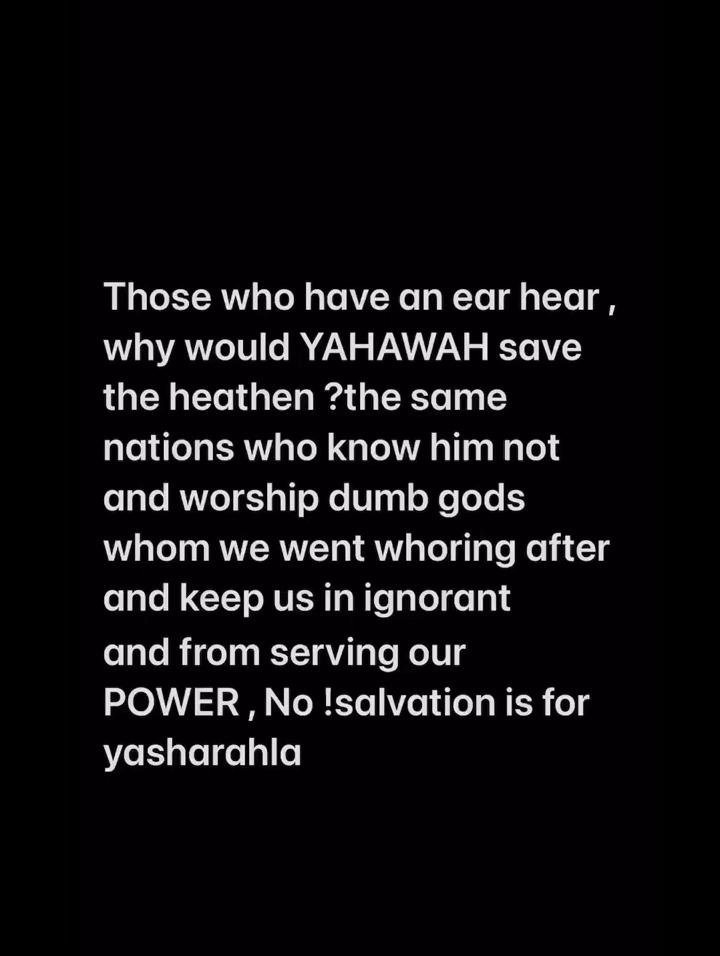 Those who have an ear hear ,
why would YAHAWAH save
the heathen ?the same
nations who know him not
and worship dumb gods
whom we went whoring after
and keep us in ignorant
and from serving our
POWER , No !salvation is for
yasharahla